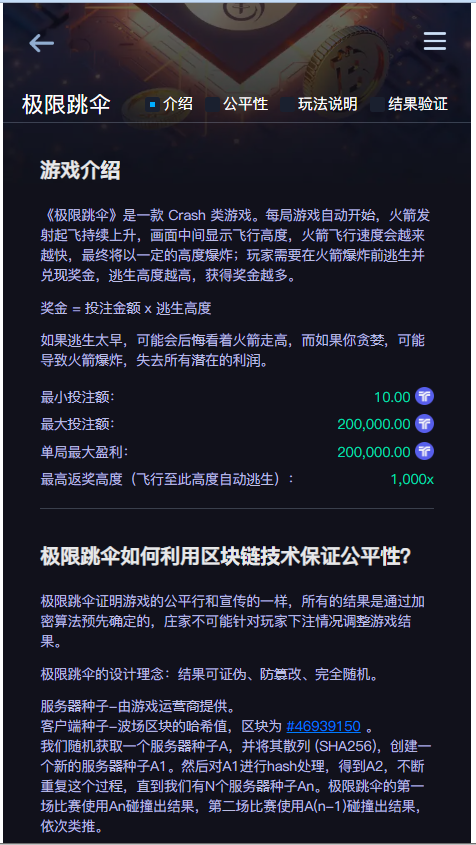 极限跳伞
介绍
公平性
玩法说明
结果验证
游戏介绍
《极限跳伞》是一款 Crash 类游戏。每局游戏自动开始，火箭发
射起飞持续上升，画面中间显示飞行高度，火箭飞行速度会越来
越快，最终将以一定的高度爆炸；玩家需要在火箭爆炸前逃生并
兑现奖金，逃生高度越高，获得奖金越多。
奖金 = 投注金额 x 逃生高度
如果逃生太早，可能会后悔看着火箭走高，而如果你贪婪，可能
导致火箭爆炸，失去所有潜在的利润。
最小投注额： 10.00
最大投注额： 200,000.00
单局最大盈利： 200,000.00
最高返奖高度（飞行至此高度自动逃生）： 1,000x
极限跳伞如何利用区块链技术保证公平性？
极限跳伞证明游戏的公平行和宣传的一样，所有的结果是通过加
密算法预先确定的，庄家不可能针对玩家下注情况调整游戏结
果。
极限跳伞的设计理念：结果可证伪、防篡改、完全随机。
服务器种子-由游戏运营商提供。
客户端种子-波场区块的哈希值，区块为 #46939150 。
我们随机获取一个服务器种子A，并将其散列 (SHA256)，创建一
个新的服务器种子A1。然后对A1进行hash处理，得到A2，不断
重复这个过程，直到我们有N个服务器种子An。极限跳伞的第一
场比赛使用An碰撞出结果，第二场比赛使用A(n-1)碰撞出结果，
依次类推。